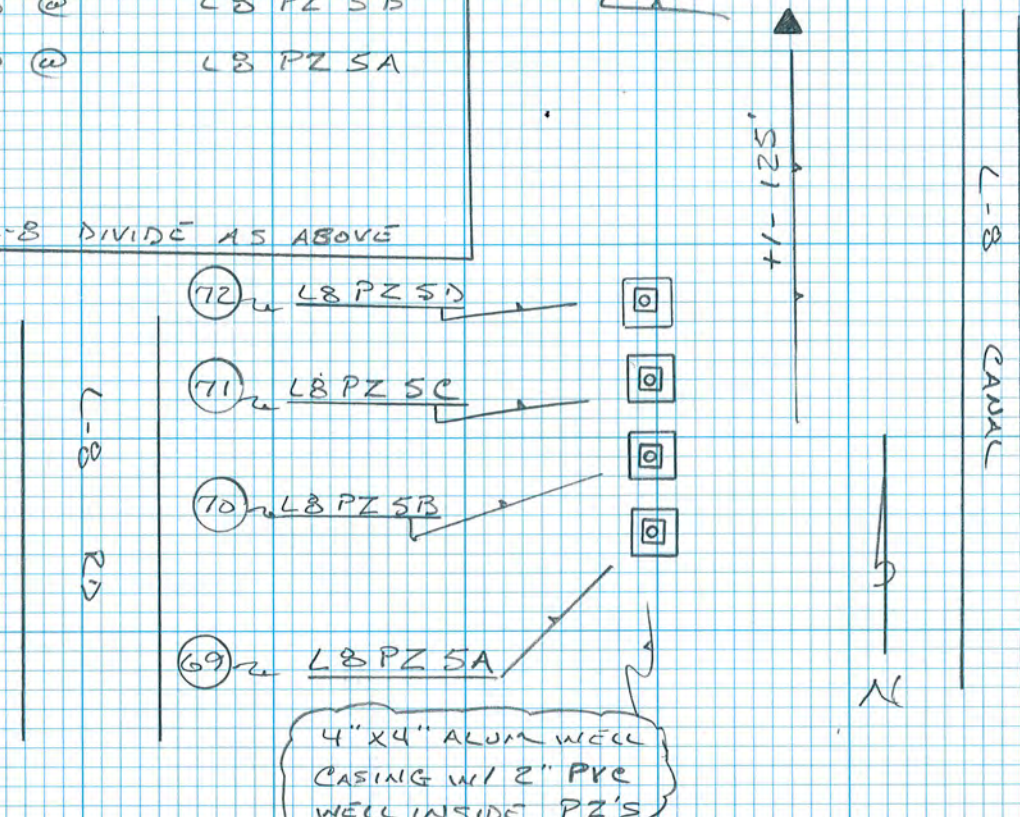 @ L8 PZ 5B
@ L8 PZ 5A
-8 DIVIDE AS ABOVE
+/- 125'
L-8 CANAL
72 L8 PZ 5D
71 L8 PZ 5C
70 L8 PZ 5B
69 L8 PZ 5A
L-8 RD
N
4" X4" ALUM WELL
CASING W/ 2" PVC
WELL INSIDE PZ'S